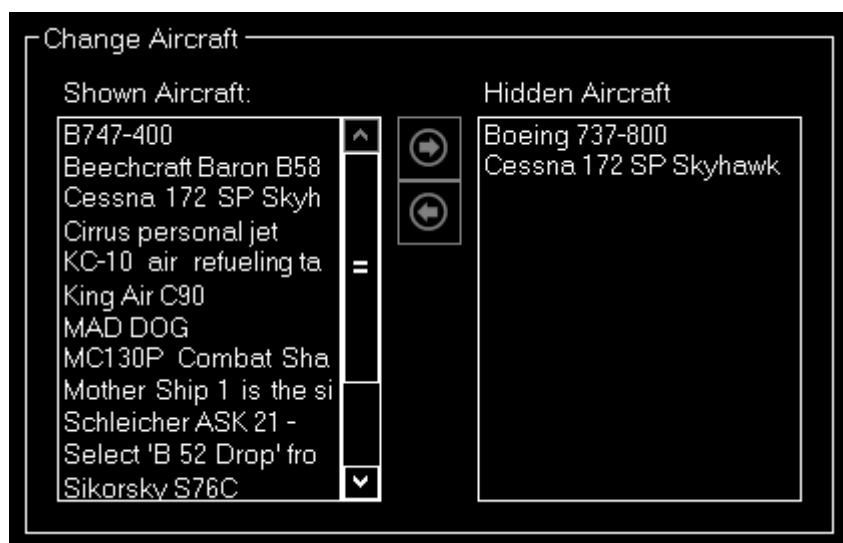 Change Aircraft
Shown Aircraft:
B747-400
Beechcraft Baron B58
Cessna 172 SP Skyh
Cirrus personal jet
KC-10 air refueling ta
King Air C90
MAD DOG
MC130P Combat Sha
Mother Ship 1 is the si
Schleicher ASK 21 -
Select 'B 52 Drop' fro
Sikorsky S76C
Hidden Aircraft
Boeing 737-800
Cessna 172 SP Skyhawk